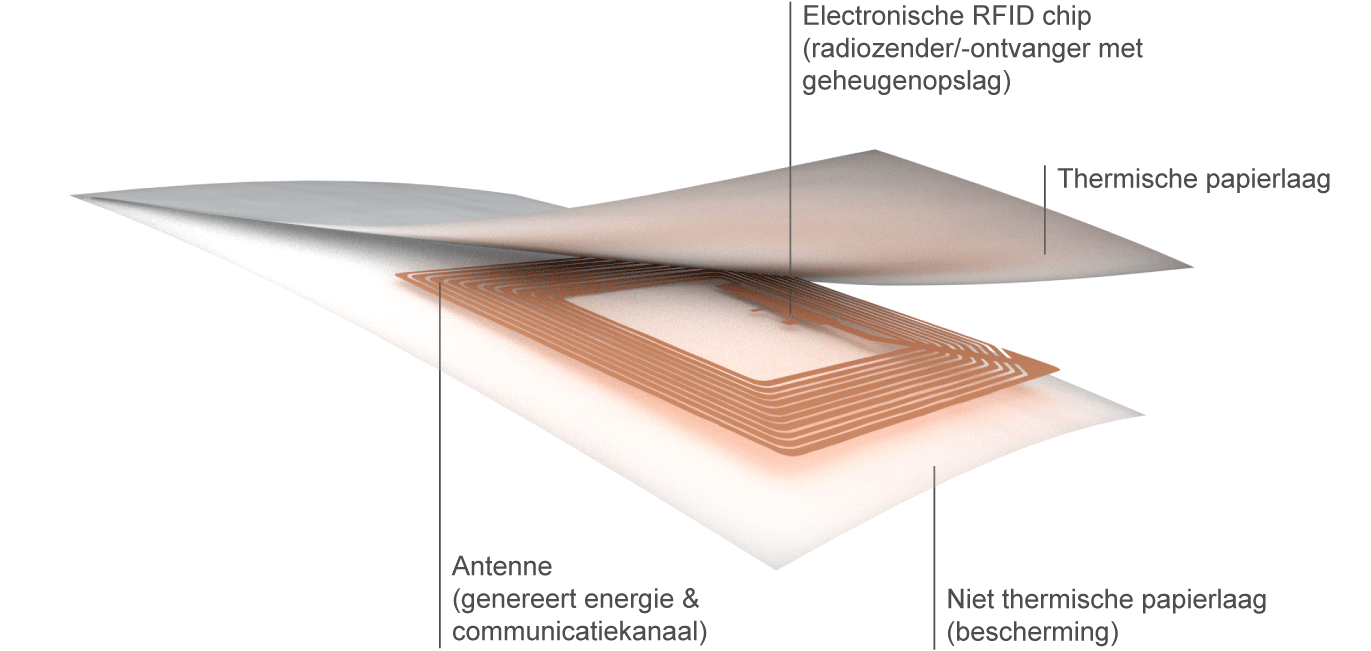 Electronische RFID chip
(radiozender/-ontvanger met
geheugenopslag)
Thermische papierlaag
Antenne
(genereert energie &
communicatiekanaal)
Niet thermische papierlaag
(bescherming)